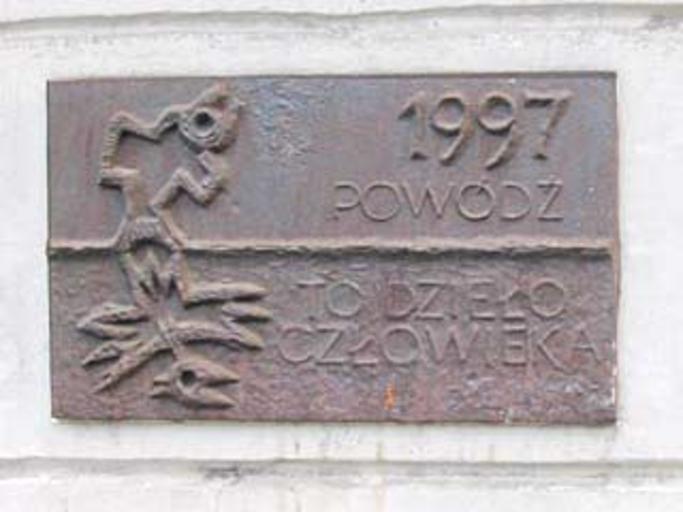 1997
POWÓDŹ
TO DZIEŁO
CZŁOWIEKA